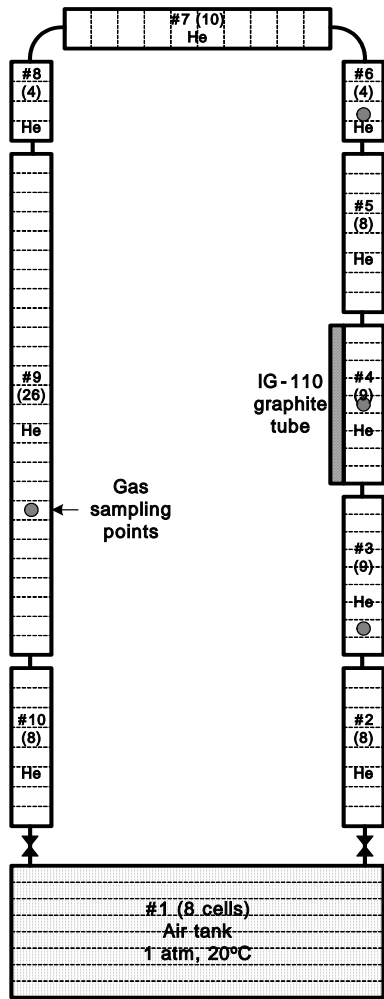 #7 (10)
He
#8
(4)
He
#6
(4)
He
#5
(8)
He
#9
(26)
He
IG-110
graphite
tube
#4
(9)
He
Gas
sampling
points
#3
(9)
He
#10
(8)
He
#2
(8)
He
#1 (8 cells)
Air tank
1 atm, 20ºC